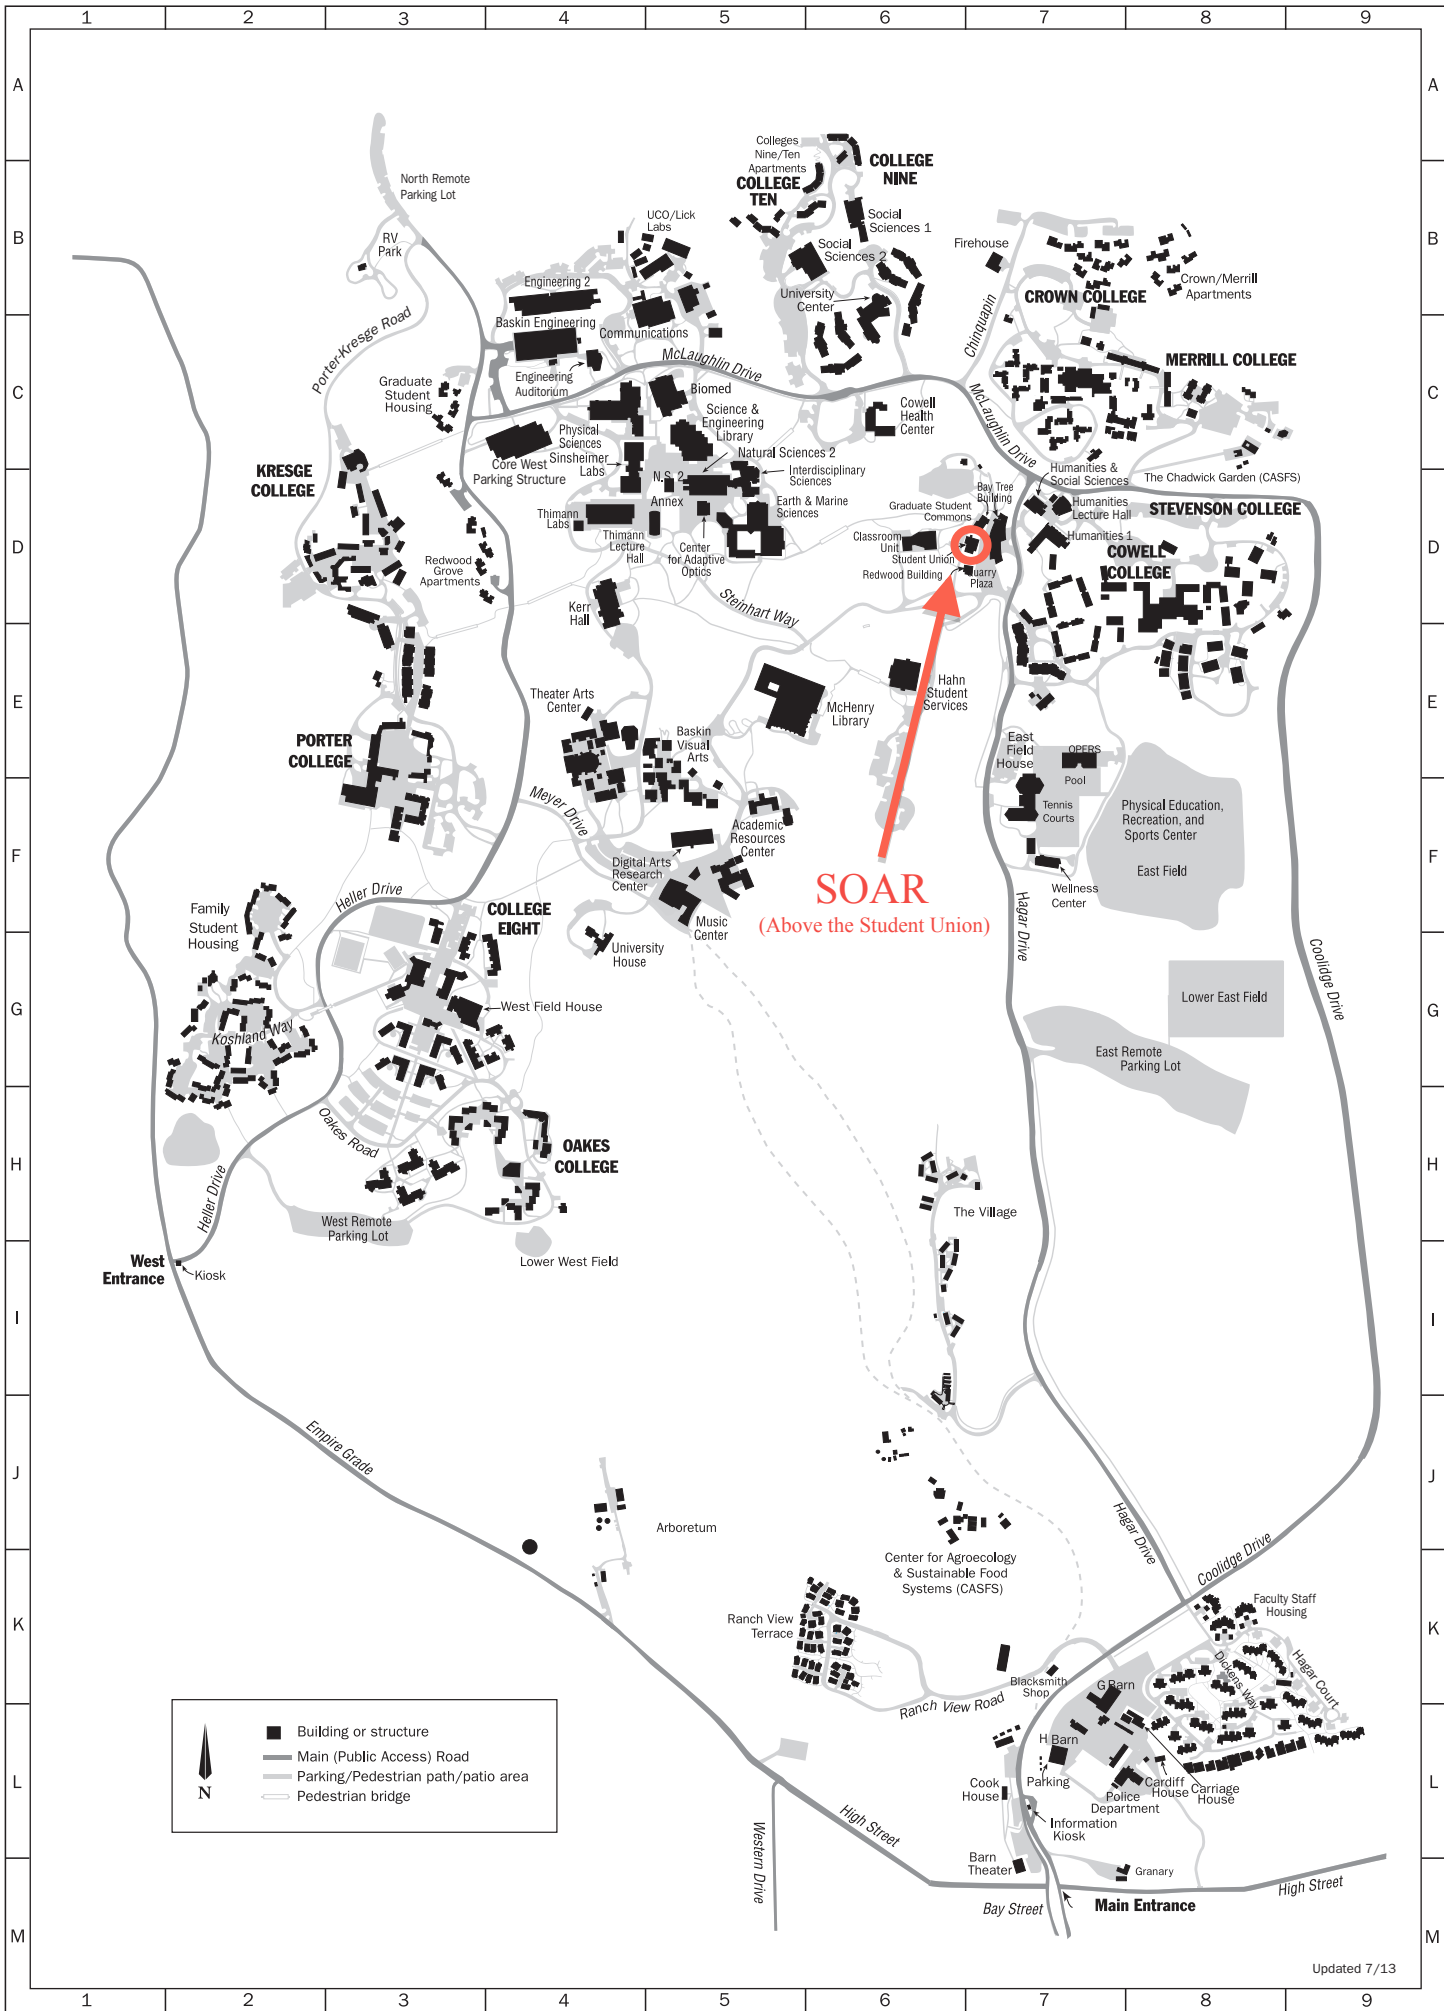 1 2 3 4 5 6 7 8 9
A A
B B
C C
D D
E E
F F
G G
H H
I I
J J
K K
L L
M M
North Remote
Parking Lot
RV
Park
Porter-Kresge Road
Graduate
Student
Housing
KRESGE
COLLEGE
Redwood
Grove
Apartments
PORTER
COLLEGE
UCO/Lick
Labs
Engineering 2
Baskin Engineering
Communications
Engineering
Auditorium
McLaughlin Drive
Biomed
Physical
Sciences
Sinsheimer
Labs
Core West
Parking Structure
Science &
Engineering
Library
Natural Sciences 2
N.S. 2
Annex
Interdisciplinary
Sciences
Earth & Marine
Sciences
Thimann
Labs
Thimann
Lecture
Hall
Center
for Adaptive
Optics
Kerr
Hall
Steinhart Way
Colleges
Nine/Ten
Apartments
COLLEGE
NINE
COLLEGE
TEN
Social
Sciences 1
Social
Sciences 2
University
Center
Cowell
Health
Center
Firehouse
Chinquapin
CROWN COLLEGE
Crown/Merrill
Apartments
MERRILL COLLEGE
McLaughlin Drive
The Chadwick Garden (CASFS)
Humanities &
Social Sciences
Bay Tree
Building
Graduate Student
Commons
Humanities
Lecture Hall
Humanities 1
STEVENSON COLLEGE
COWELL
COLLEGE
Classroom
Unit
Student Union
Redwood Building
Quarry
Plaza
Theater Arts
Center
Baskin
Visual
Arts
McHenry
Library
Hahn
Student
Services
East
Field
House
OPERS
Pool
Tennis
Courts
Physical Education,
Recreation, and
Sports Center
East Field
Wellness
Center
Meyer Drive
Academic
Resources
Center
Digital Arts
Research
Center
Music
Center
University
House
SOAR
(Above the Student Union)
Heller Drive
Family
Student
Housing
COLLEGE
EIGHT
West Field House
Koshland Way
Oakes Road
OAKES
COLLEGE
West Remote
Parking Lot
Lower West Field
Heller Drive
West
Entrance
Kiosk
Hagar Drive
Coolidge Drive
Lower East Field
East Remote
Parking Lot
The Village
Empire Grade
Arboretum
Center for Agroecology
& Sustainable Food
Systems (CASFS)
Hagar Drive
Coolidge Drive
Faculty Staff
Housing
Hagar Court
Dickens Way
Ranch View
Terrace
Ranch View Road
Blacksmith
Shop
G Barn
H Barn
Parking
Cook
House
Police
Department
Cardiff
House
Carriage
House
Information
Kiosk
Barn
Theater
Granary
Western Drive
High Street
Bay Street
Main Entrance
High Street
N
Building or structure
Main (Public Access) Road
Parking/Pedestrian path/patio area
Pedestrian bridge
Updated 7/13
1 2 3 4 5 6 7 8 9